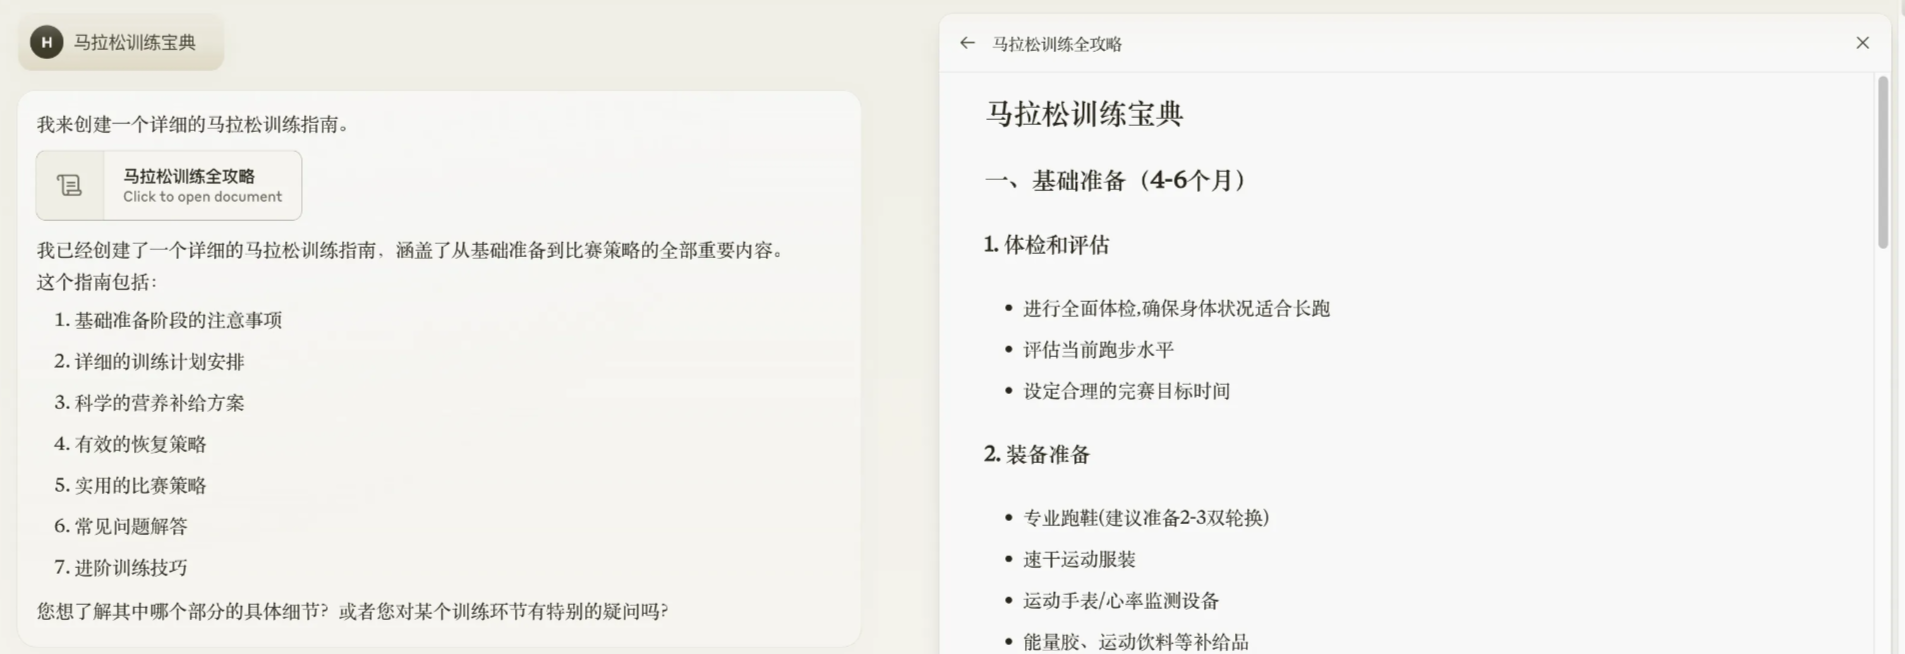 H 马拉松训练宝典
我来创建一个详细的马拉松训练指南。
马拉松训练全攻略
Click to open document
我已经创建了一个详细的马拉松训练指南，涵盖了从基础准备到比赛策略的全部重要内容。
这个指南包括：
1. 基础准备阶段的注意事项
2. 详细的训练计划安排
3. 科学的营养补给方案
4. 有效的恢复策略
5. 实用的比赛策略
6. 常见问题解答
7. 进阶训练技巧
您想了解其中哪个部分的具体细节？或者您对某个训练环节有特别的疑问吗？
马拉松训练全攻略
马拉松训练宝典
一、基础准备（4-6个月）
1. 体检和评估
• 进行全面体检,确保身体状况适合长跑
• 评估当前跑步水平
• 设定合理的完赛目标时间
2. 装备准备
• 专业跑鞋(建议准备2-3双轮换)
• 速干运动服装
• 运动手表/心率监测设备
• 能量胶、运动饮料等补给品